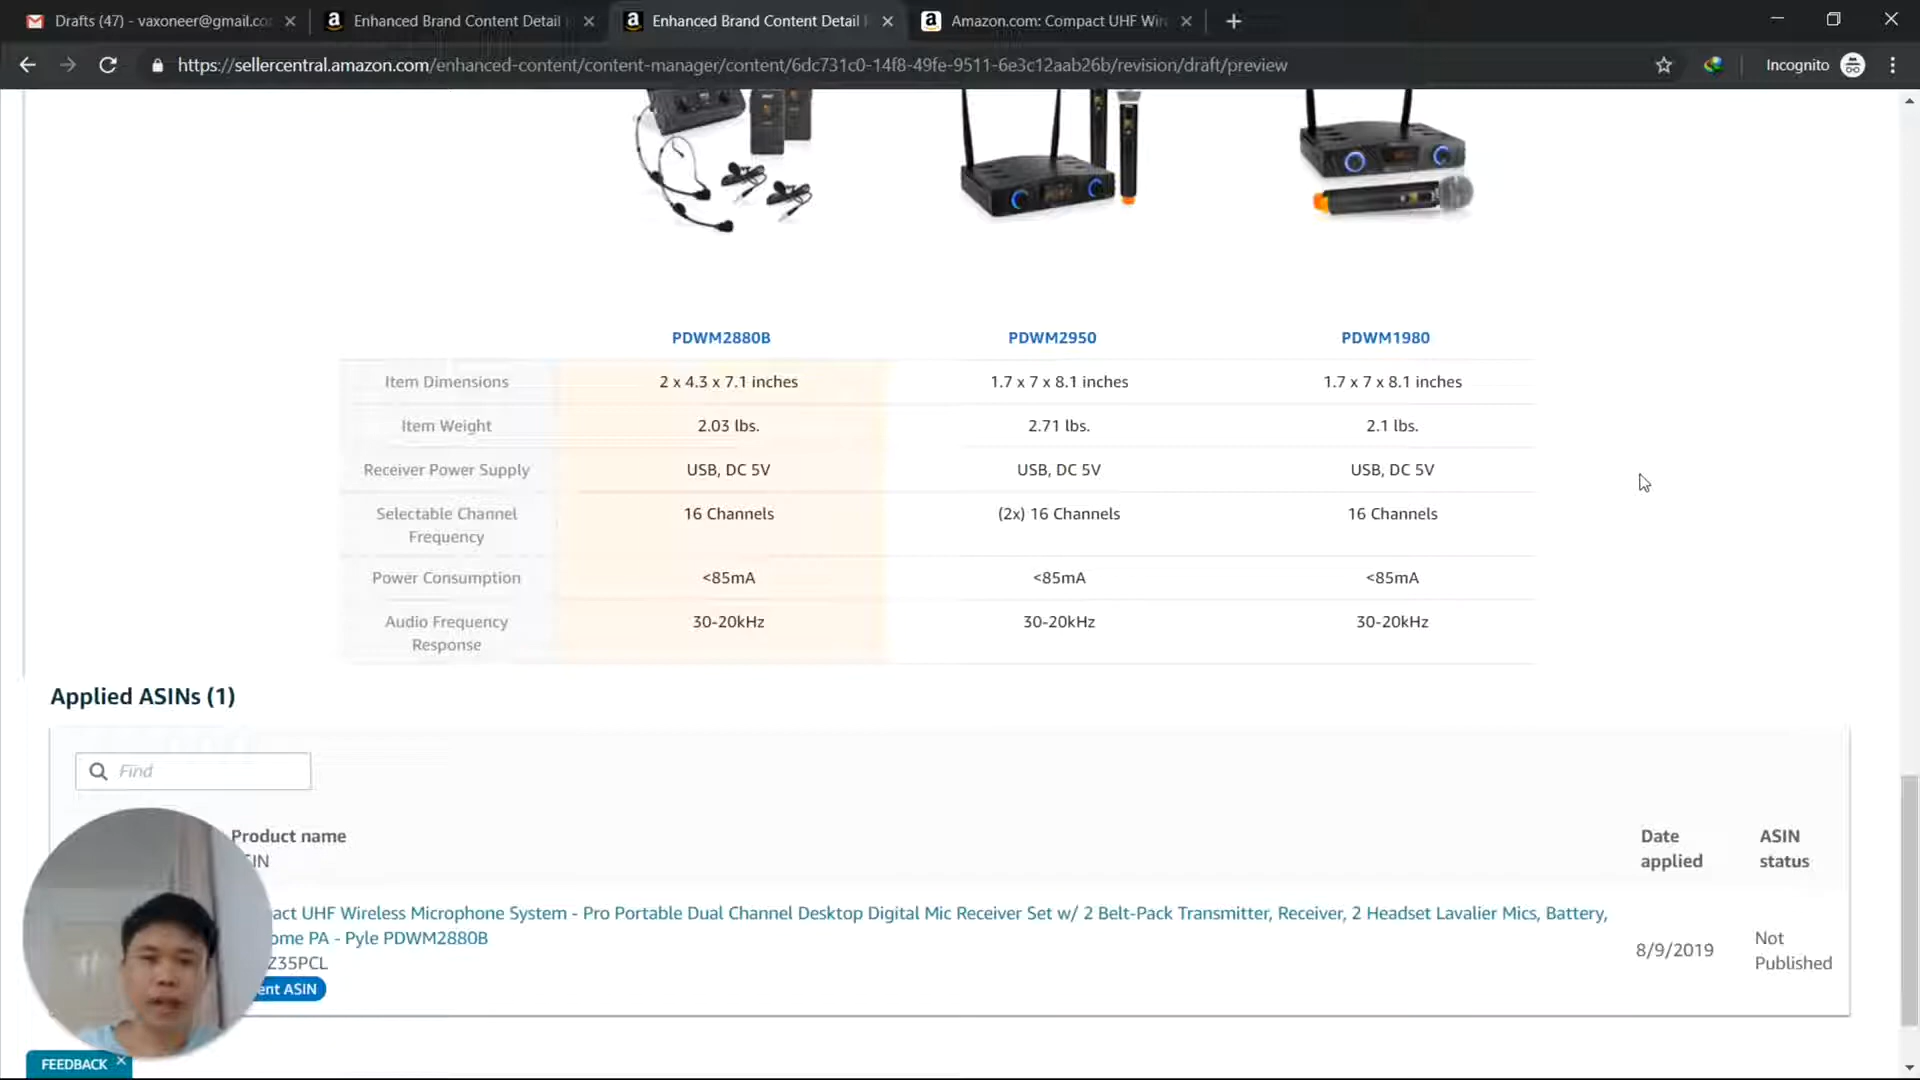 Drafts (47) - vaxoneer@gmail.co
Enhanced Brand Content Detail
Enhanced Brand Content Detail
Amazon.com: Compact UHF Wir
https://sellercentral.amazon.com/enhanced-content/content-manager/content/6dc731c0-14f8-49fe-9511-6e3c12aab26b/revision/draft/preview
Incognito
PDWM2880B PDWM2950 PDWM1980
Item Dimensions 2 x 4.3 x 7.1 inches 1.7 x 7 x 8.1 inches 1.7 x 7 x 8.1 inches
Item Weight 2.03 lbs. 2.71 lbs. 2.1 lbs.
Receiver Power Supply USB, DC 5V USB, DC 5V USB, DC 5V
Selectable Channel 16 Channels (2x) 16 Channels 16 Channels
Frequency
Power Consumption <85mA <85mA <85mA
Audio Frequency 30-20kHz 30-20kHz 30-20kHz
Response
Applied ASINs (1)
Find
Product name Date ASIN
SIN applied status
act UHF Wireless Microphone System - Pro Portable Dual Channel Desktop Digital Mic Receiver Set w/ 2 Belt-Pack Transmitter, Receiver, 2 Headset Lavalier Mics, Battery,
ome PA - Pyle PDWM2880B 8/9/2019 Not
Z35PCL Published
ent ASIN
FEEDBACK